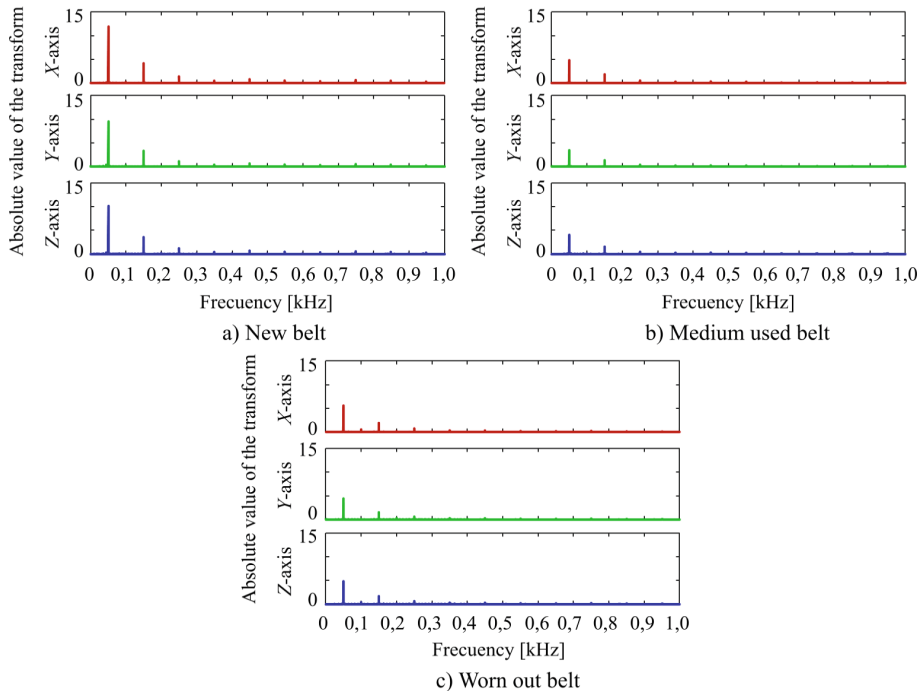 Absolute value of the transform
X-axis
15
0
Y-axis
15
0
Z-axis
15
0
0 0,1 0,2 0,3 0,4 0,5 0,6 0,7 0,8 0,9 1,0
Frecuency [kHz]
a) New belt
Absolute value of the transform
X-axis
15
0
Y-axis
15
0
Z-axis
15
0
0 0,1 0,2 0,3 0,4 0,5 0,6 0,7 0,8 0,9 1,0
Frecuency [kHz]
b) Medium used belt
Absolute value of the transform
X-axis
15
0
Y-axis
15
0
Z-axis
15
0
0 0,1 0,2 0,3 0,4 0,5 0,6 0,7 0,8 0,9 1,0
Frecuency [kHz]
c) Worn out belt